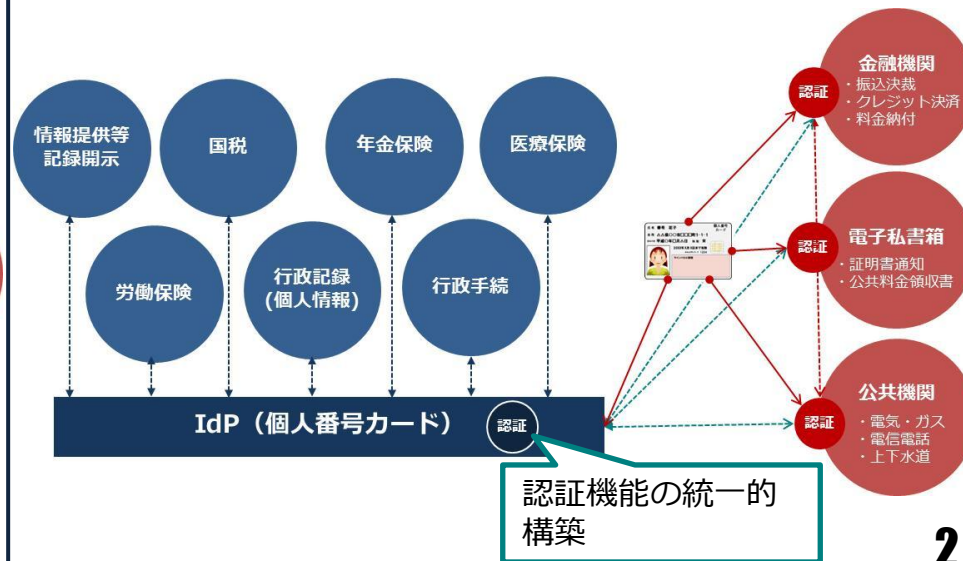 情報提供等
記録開示
国税
年金保険
医療保険
労働保険
行政記録
(個人情報)
行政手続
IdP（個人番号カード）
認証
認証機能の統一的
構築
認証
金融機関
・振込決裁
・クレジット決済
・料金納付
認証
電子私書箱
・証明書通知
・公共料金領収書
認証
公共機関
・電気・ガス
・電信電話
・上下水道
2